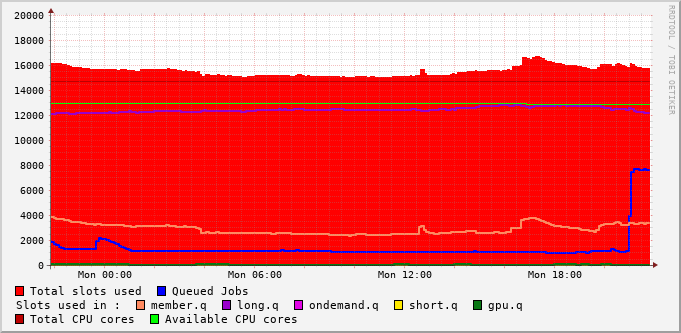 20000
18000
16000
14000
12000
10000
8000
6000
4000
2000
0
Mon 00:00 Mon 06:00 Mon 12:00 Mon 18:00
Total slots used Queued Jobs
Slots used in : member.q long.q ondemand.q short.q gpu.q
Total CPU cores Available CPU cores
RRDTOOL / TOBI OETIKER